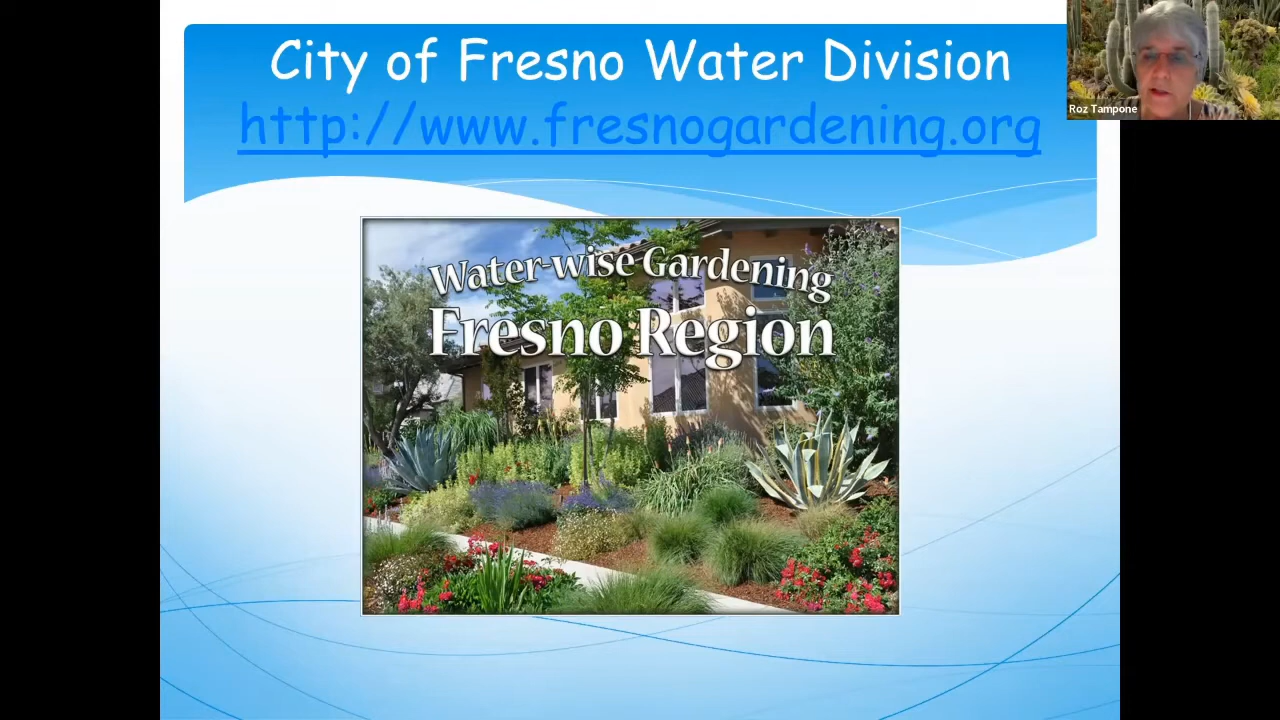 City of Fresno Water Division
http://www.fresnogardening.org
Roz Tampone
Water-wise Gardening
Fresno Region